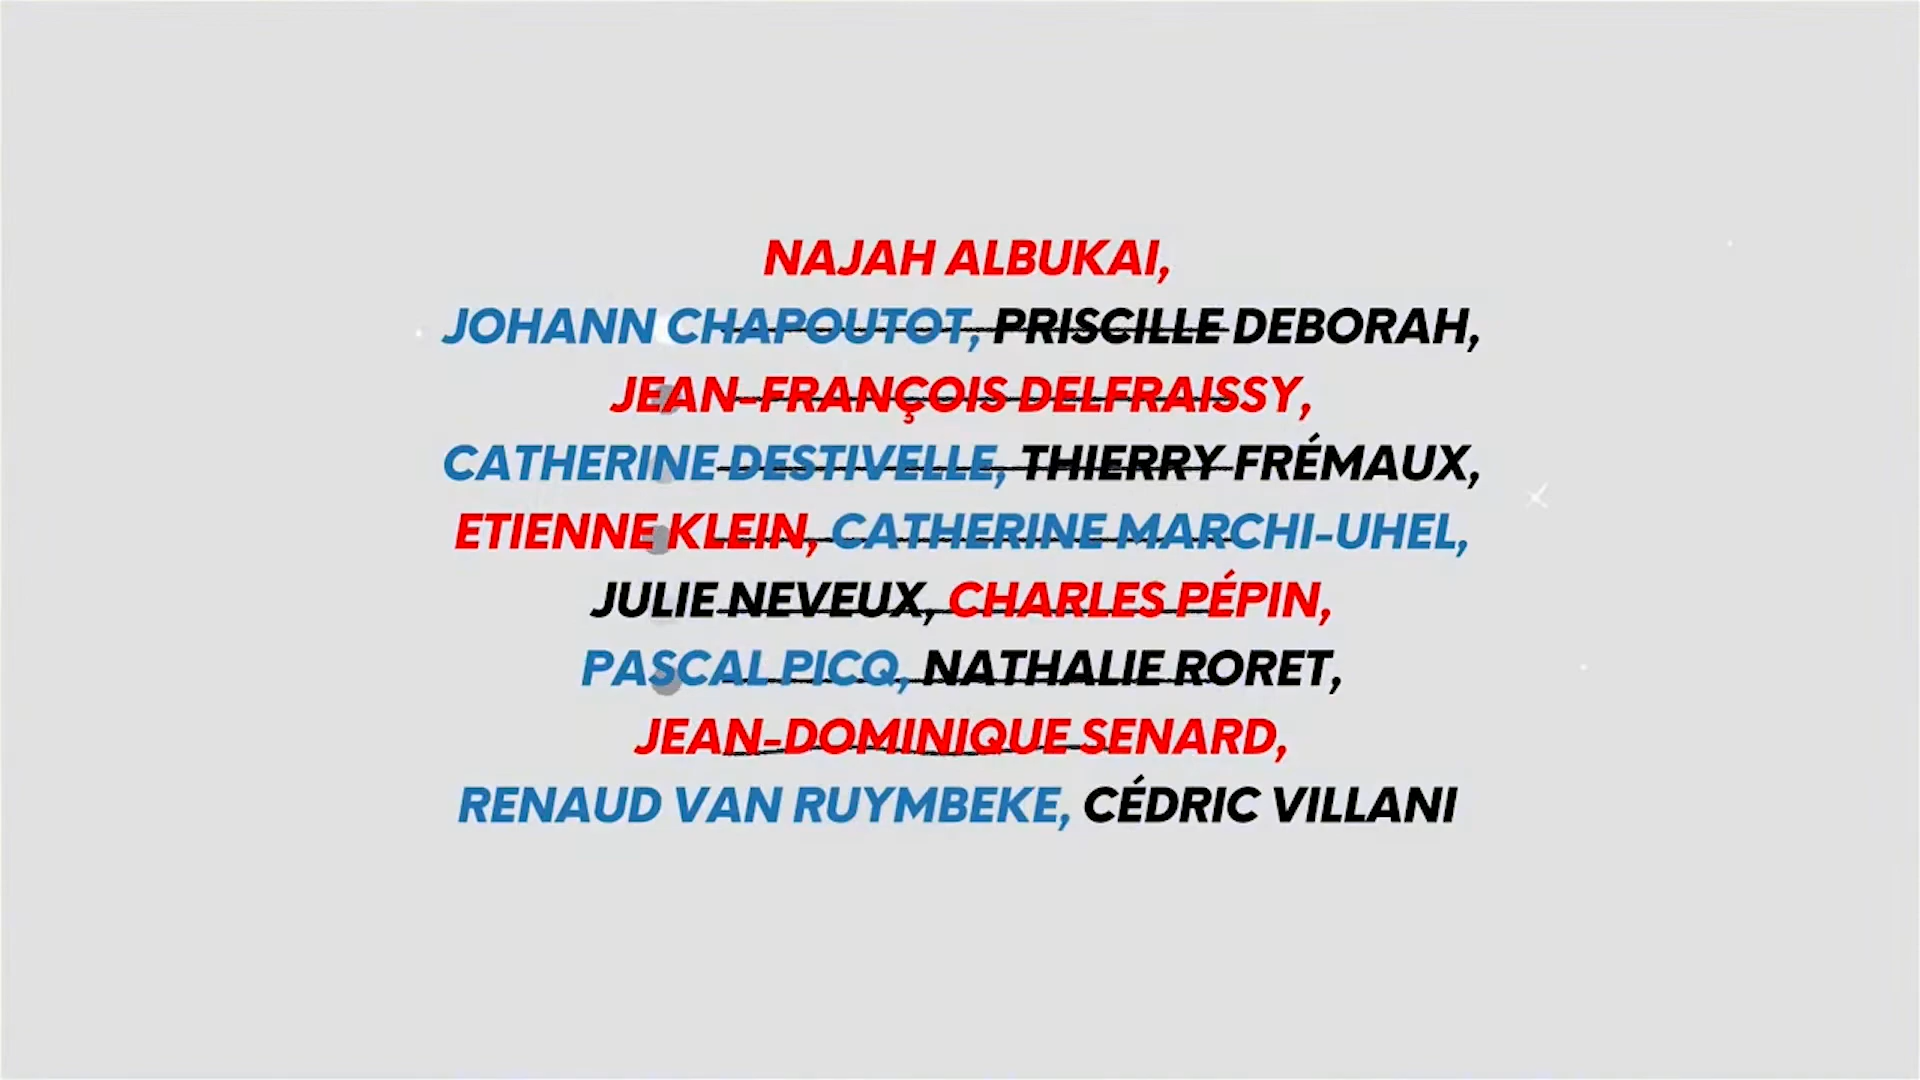 NAJAH ALBUKAI,
JOHANN CHAPOUTOT, PRISCILLE DEBORAH,
JEAN-FRANÇOIS DELFRAISSY,
CATHERINE DESTIVELLE, THIERRY FRÉMAUX,
ETIENNE KLEIN, CATHERINE MARCHI-UHEL,
JULIE NEVEUX, CHARLES PÉPIN,
PASCAL PICQ, NATHALIE RORET,
JEAN-DOMINIQUE SENARD,
RENAUD VAN RUYMBEKE, CÉDRIC VILLANI